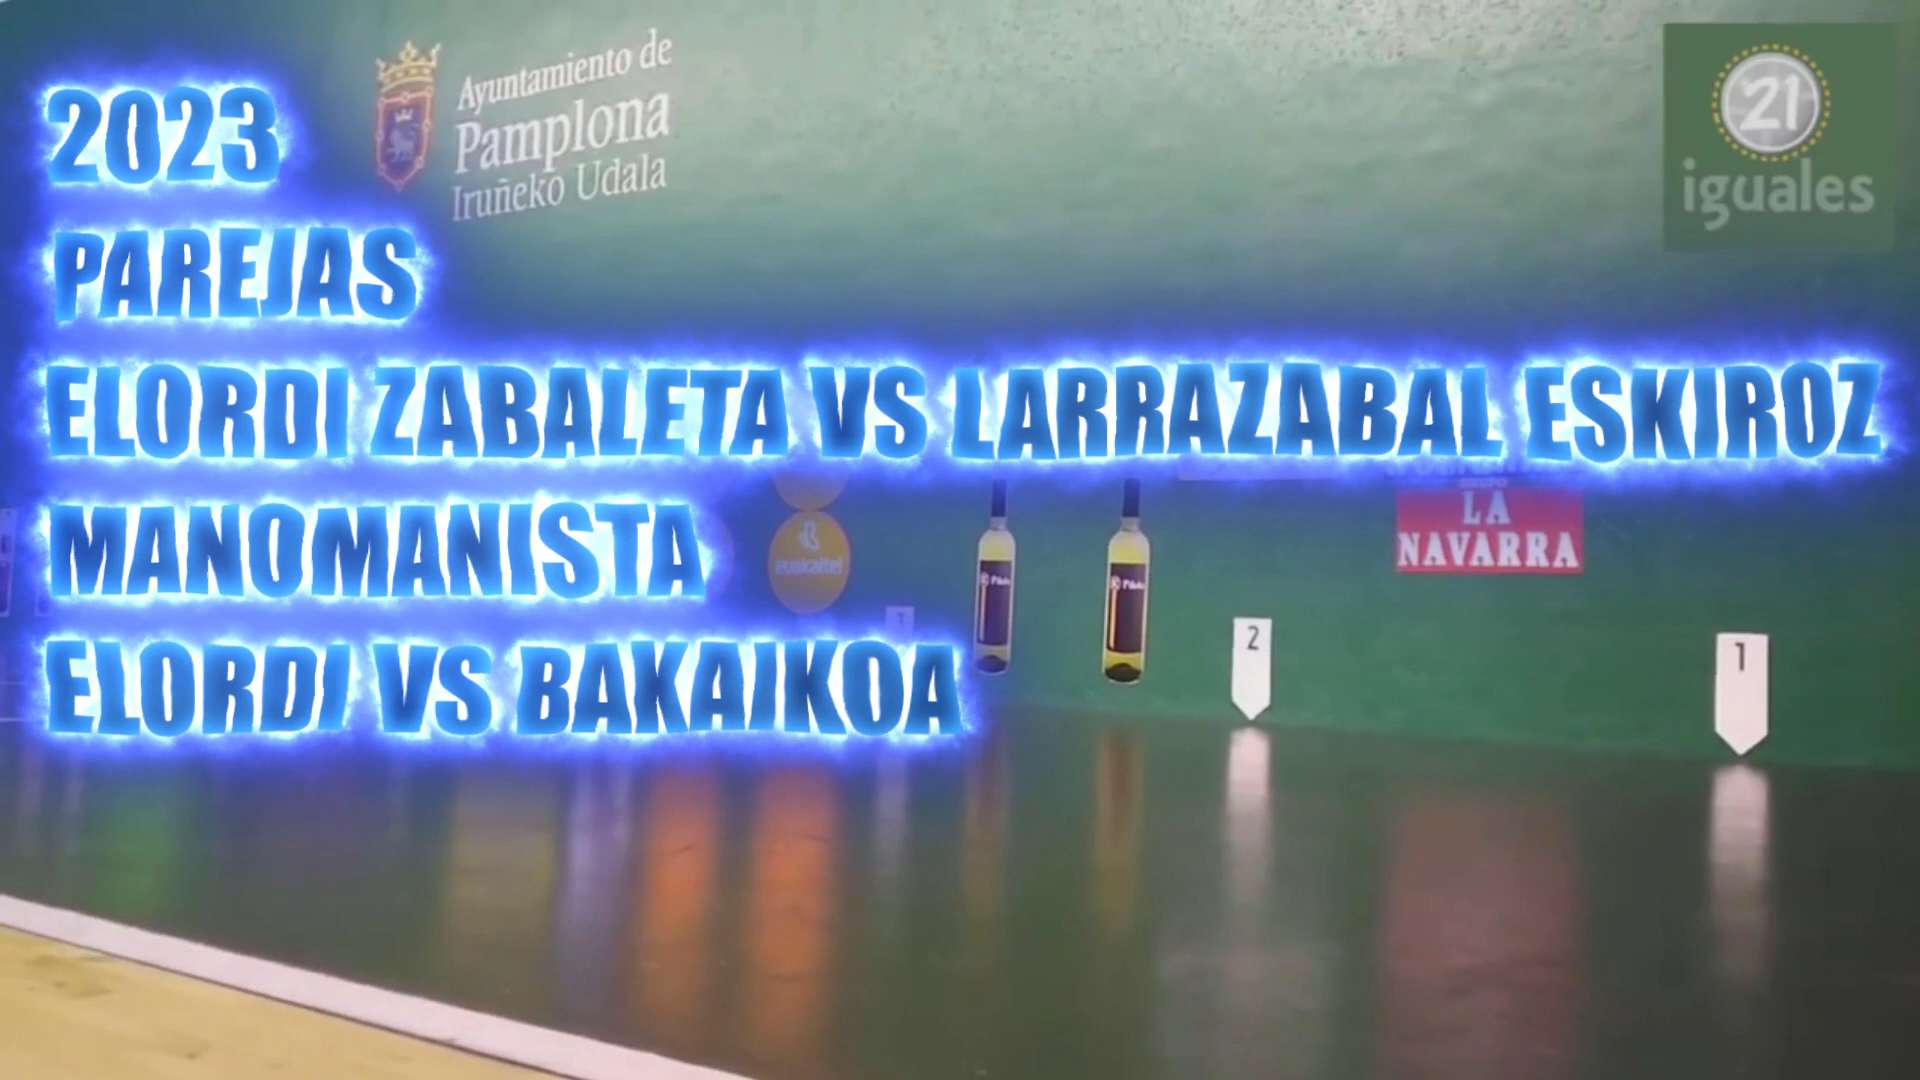 2023
PAREJAS
ELORDI ZABALETA VS LARRAZABAL ESKIROZ
MANOMANISTA
ELORDI VS BAKAIKOA
Ayuntamiento de
Pamplona
Iruñeko Udala
21
iguales
euskaltel
LA
NAVARRA
2
1